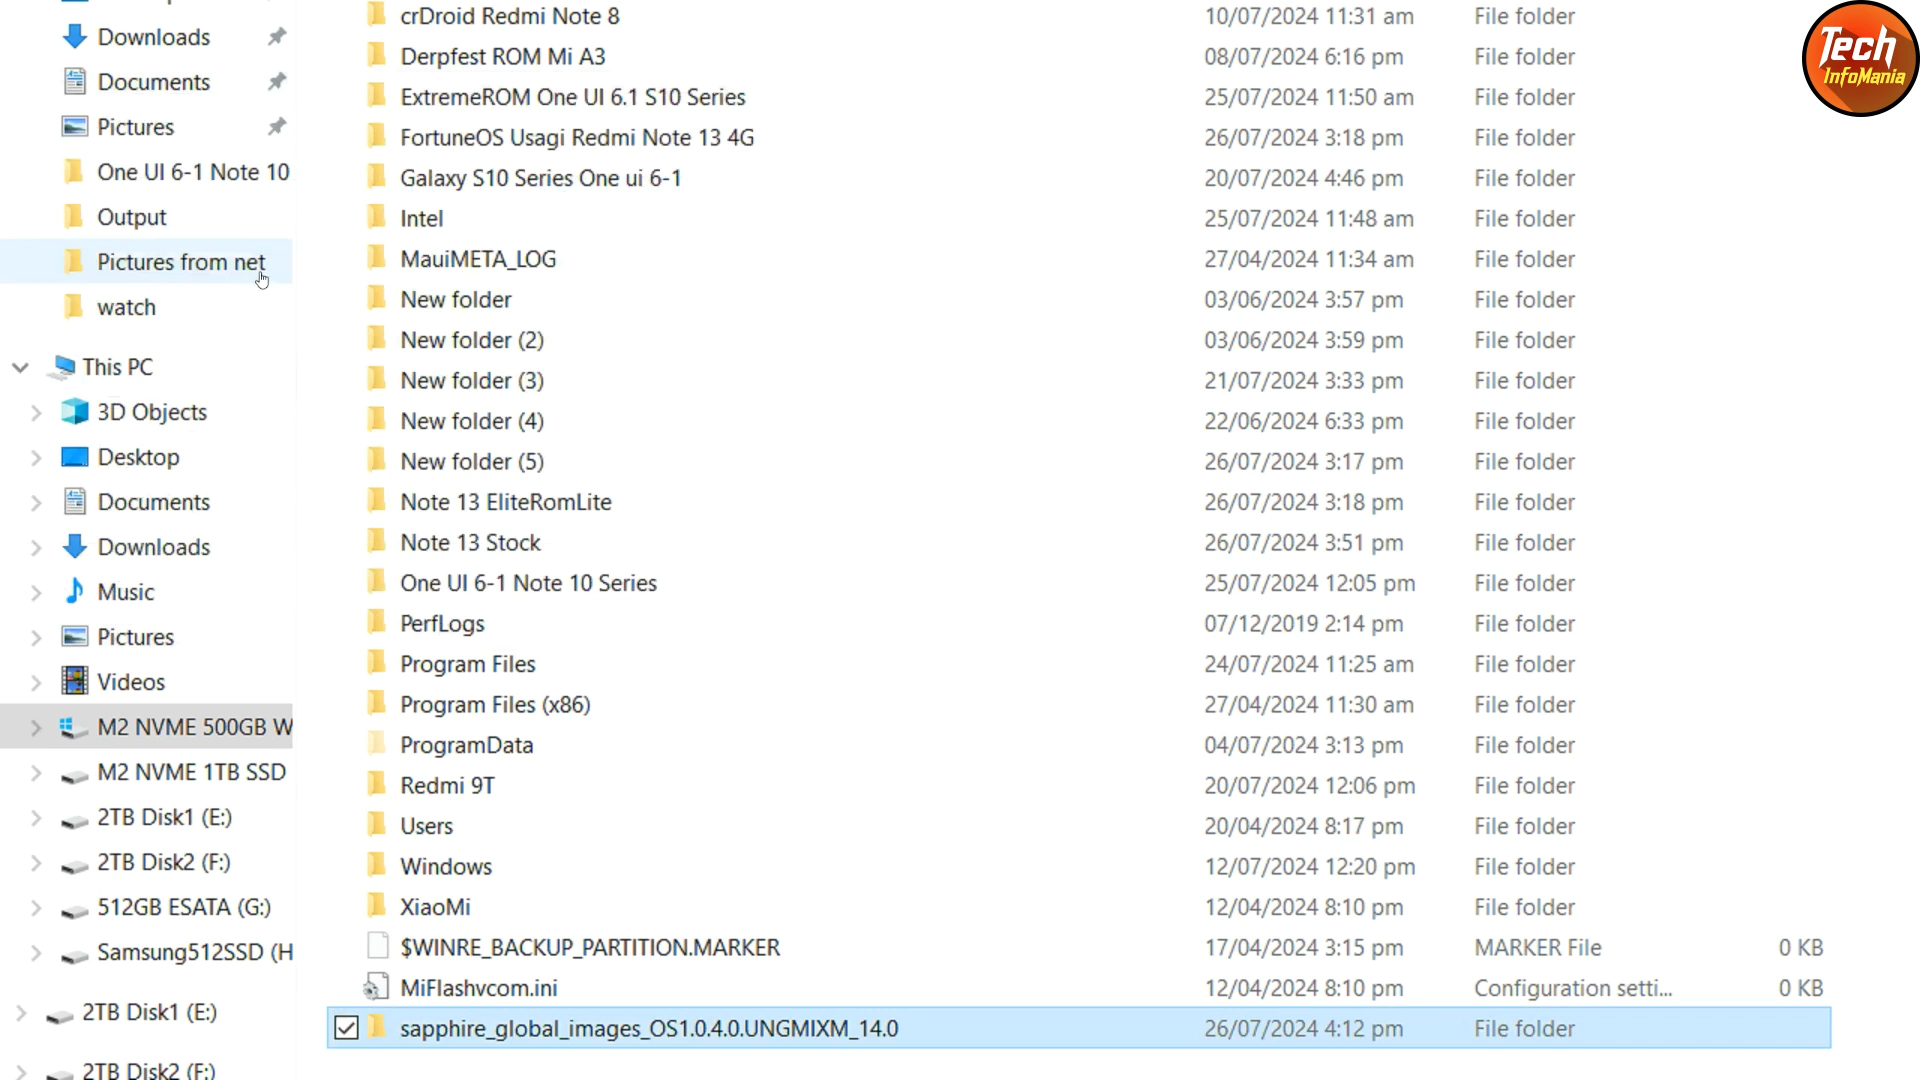 Downloads
Documents
Pictures
One UI 6-1 Note 10
Output
Pictures from net
watch
This PC
3D Objects
Desktop
Documents
Downloads
Music
Pictures
Videos
M2 NVME 500GB W
M2 NVME 1TB SSD
2TB Disk1 (E:)
2TB Disk2 (F:)
512GB ESATA (G:)
Samsung512SSD (H
2TB Disk1 (E:)
2TB Disk2 (F:)
crDroid Redmi Note 8 10/07/2024 11:31 am File folder
Derpfest ROM Mi A3 08/07/2024 6:16 pm File folder
ExtremeROM One UI 6.1 S10 Series 25/07/2024 11:50 am File folder
FortuneOS Usagi Redmi Note 13 4G 26/07/2024 3:18 pm File folder
Galaxy S10 Series One ui 6-1 20/07/2024 4:46 pm File folder
Intel 25/07/2024 11:48 am File folder
MauiMETA_LOG 27/04/2024 11:34 am File folder
New folder 03/06/2024 3:57 pm File folder
New folder (2) 03/06/2024 3:59 pm File folder
New folder (3) 21/07/2024 3:33 pm File folder
New folder (4) 22/06/2024 6:33 pm File folder
New folder (5) 26/07/2024 3:17 pm File folder
Note 13 EliteRomLite 26/07/2024 3:18 pm File folder
Note 13 Stock 26/07/2024 3:51 pm File folder
One UI 6-1 Note 10 Series 25/07/2024 12:05 pm File folder
PerfLogs 07/12/2019 2:14 pm File folder
Program Files 24/07/2024 11:25 am File folder
Program Files (x86) 27/04/2024 11:30 am File folder
ProgramData 04/07/2024 3:13 pm File folder
Redmi 9T 20/07/2024 12:06 pm File folder
Users 20/04/2024 8:17 pm File folder
Windows 12/07/2024 12:20 pm File folder
XiaoMi 12/04/2024 8:10 pm File folder
$WINRE_BACKUP_PARTITION.MARKER 17/04/2024 3:15 pm MARKER File 0 KB
MiFlashvcom.ini 12/04/2024 8:10 pm Configuration setti... 0 KB
sapphire_global_images_OS1.0.4.0.UNGMIXM_14.0 26/07/2024 4:12 pm File folder
Tech
InfoMania